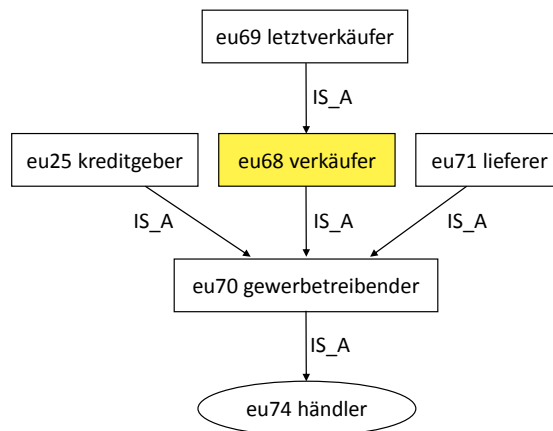 eu69 letztverkäufer
IS_A
eu25 kreditgeber
eu68 verkäufer
eu71 lieferer
IS_A
IS_A
IS_A
eu70 gewerbetreibender
IS_A
eu74 händler